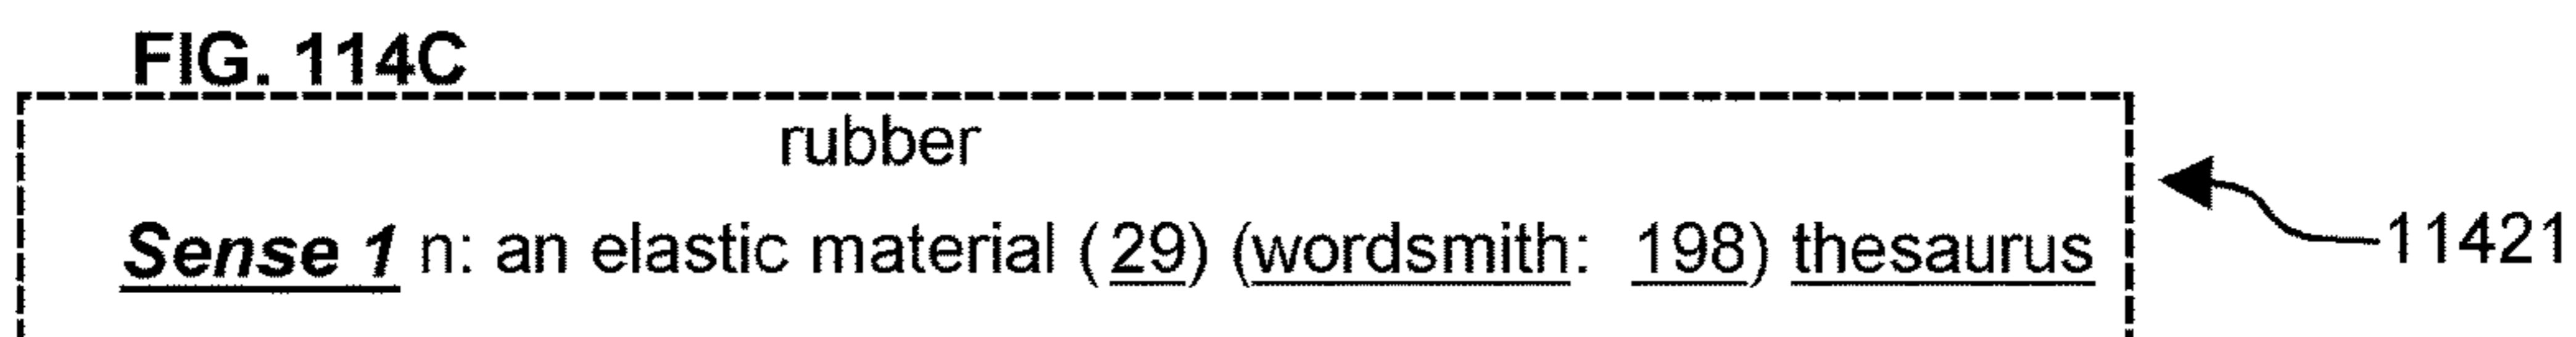 FIG. 114C
rubber
Sense 1 n: an elastic material (29) (wordsmith: 198) thesaurus
11421